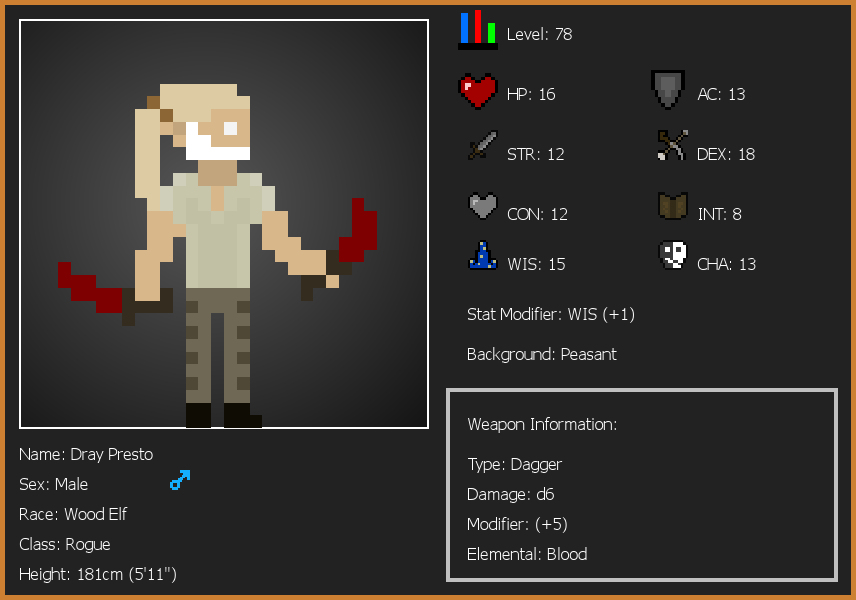 Level: 78
HP: 16
AC: 13
STR: 12
DEX: 18
CON: 12
INT: 8
WIS: 15
CHA: 13
Stat Modifier: WIS (+1)
Background: Peasant
Weapon Information:
Type: Dagger
Damage: d6
Modifier: (+5)
Elemental: Blood
Name: Dray Presto
Sex: Male
Race: Wood Elf
Class: Rogue
Height: 181cm (5'11")